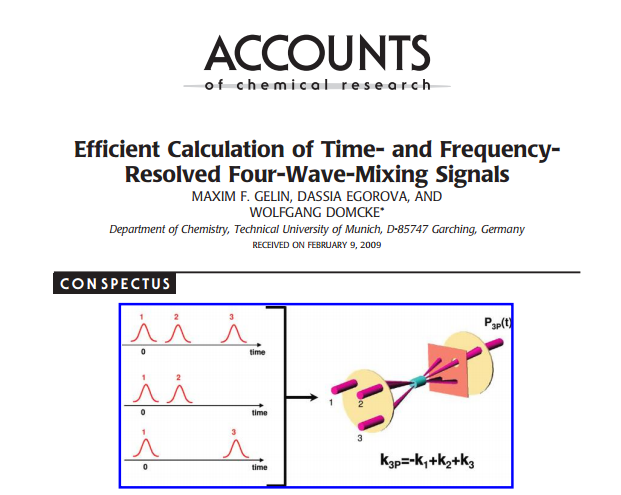 ACCOUNTS
of chemical research
Efficient Calculation of Time- and Frequency-
Resolved Four-Wave-Mixing Signals
MAXIM F. GELIN, DASSIA EGOROVA, AND
WOLFGANG DOMCKE*
Department of Chemistry, Technical University of Munich, D-85747 Garching, Germany
RECEIVED ON FEBRUARY 9, 2009
CONSPECTUS
1 2 3
0 time
1 2
0 time
1 3
0 time
P3P(t)
1
2
3
k3P=-k1+k2+k3